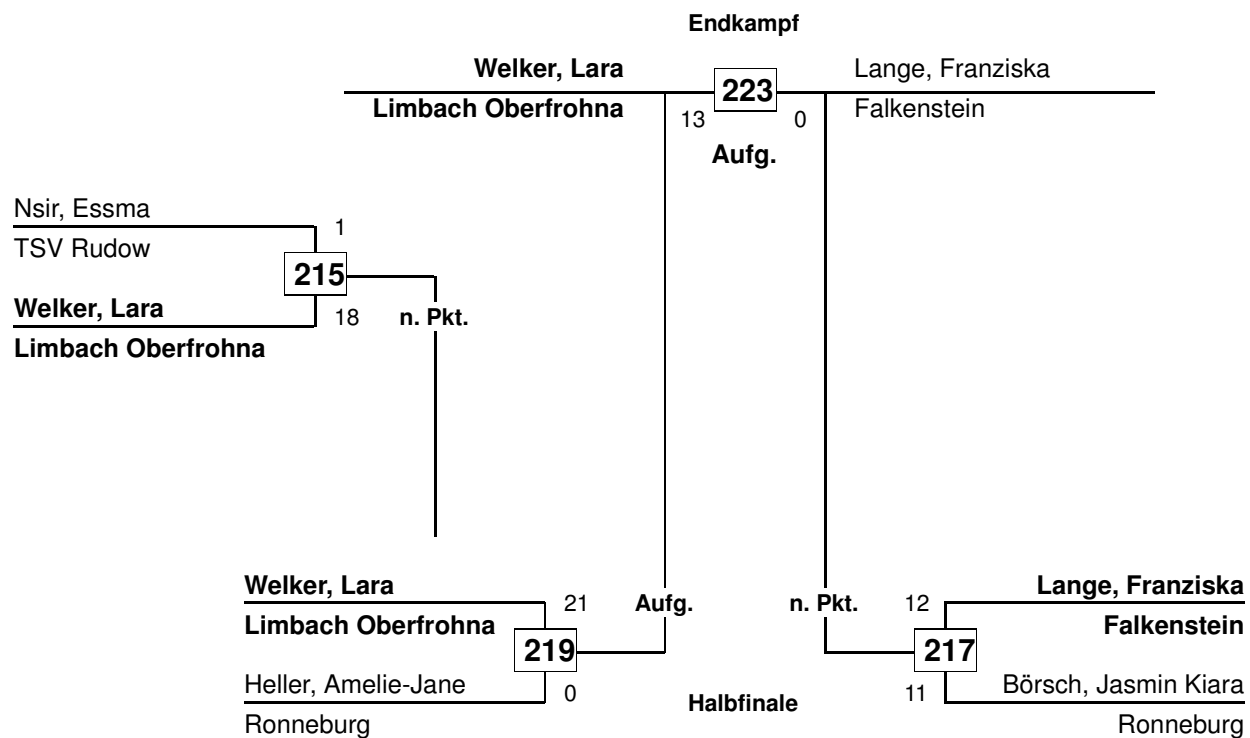 Endkampf
Welker, Lara
223
Lange, Franziska
Limbach Oberfrohna
13
0
Falkenstein
Aufg.
Nsir, Essma
1
TSV Rudow
215
Welker, Lara
18
n. Pkt.
Limbach Oberfrohna
Welker, Lara
21
Aufg.
n. Pkt.
12
Lange, Franziska
Limbach Oberfrohna
Falkenstein
219
217
Heller, Amelie-Jane
0
Halbfinale
11
Börsch, Jasmin Kiara
Ronneburg
Ronneburg